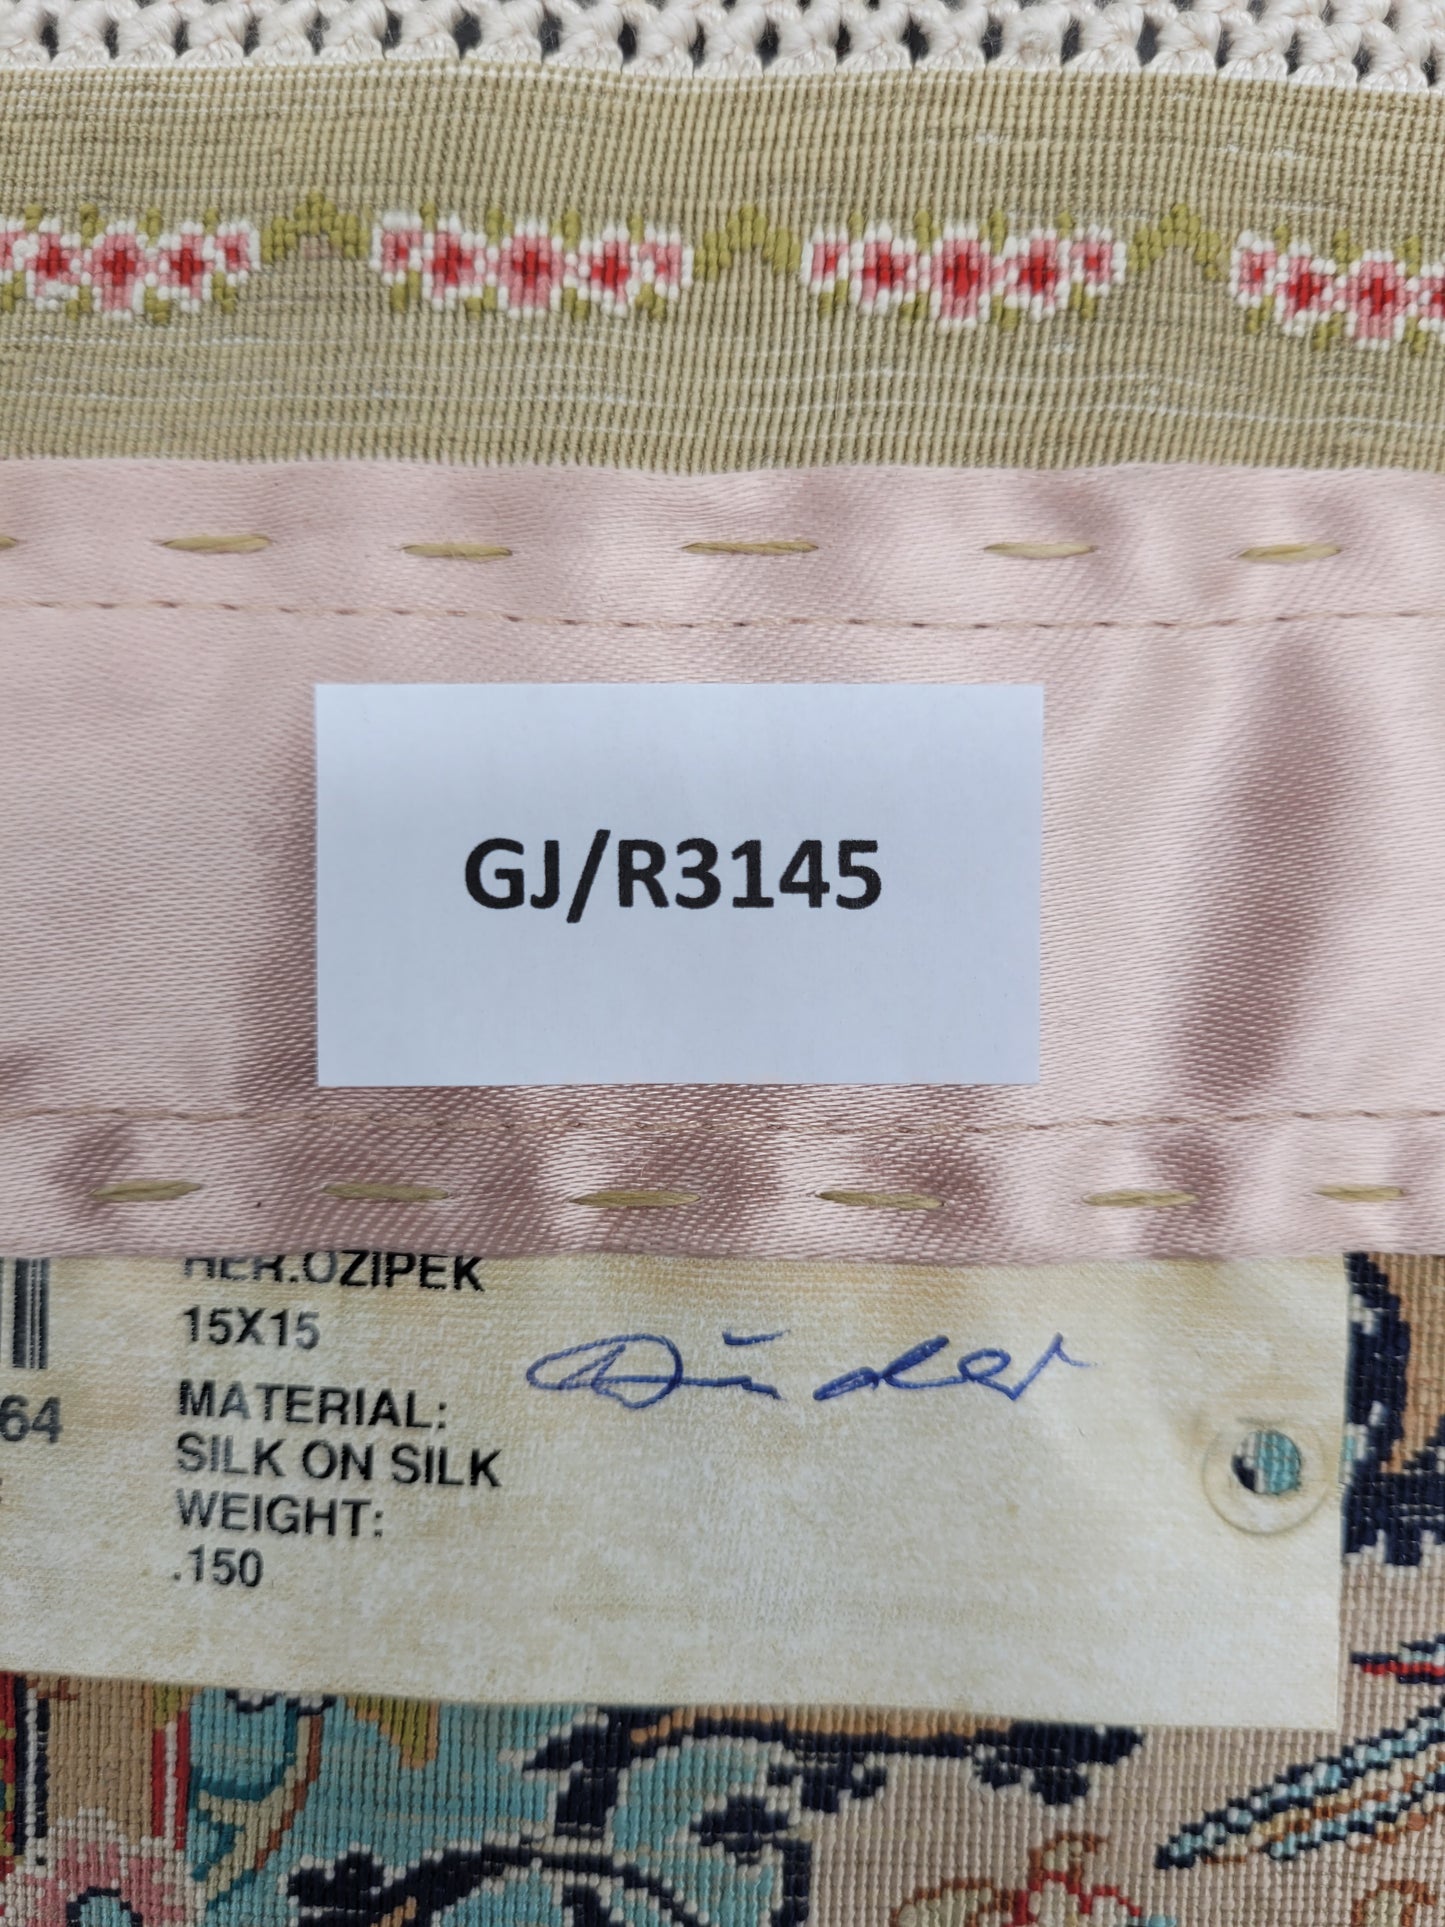 GJ/R3145
HER.OZIPEK
15X15
64
MATERIAL:
SILK ON SILK
WEIGHT:
.150